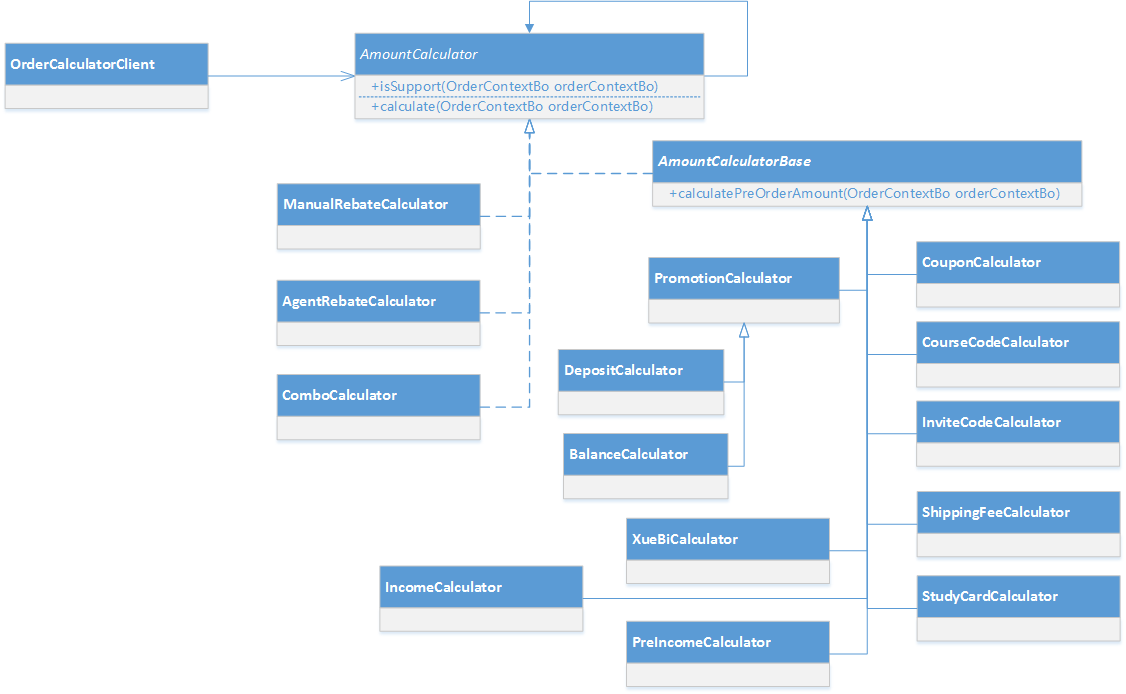 OrderCalculatorClient
AmountCalculator
+isSupport(OrderContextBo orderContextBo)
+calculate(OrderContextBo orderContextBo)
AmountCalculatorBase
+calculatePreOrderAmount(OrderContextBo orderContextBo)
ManualRebateCalculator
AgentRebateCalculator
ComboCalculator
PromotionCalculator
DepositCalculator
BalanceCalculator
CouponCalculator
CourseCodeCalculator
InviteCodeCalculator
ShippingFeeCalculator
StudyCardCalculator
XueBiCalculator
IncomeCalculator
PreIncomeCalculator